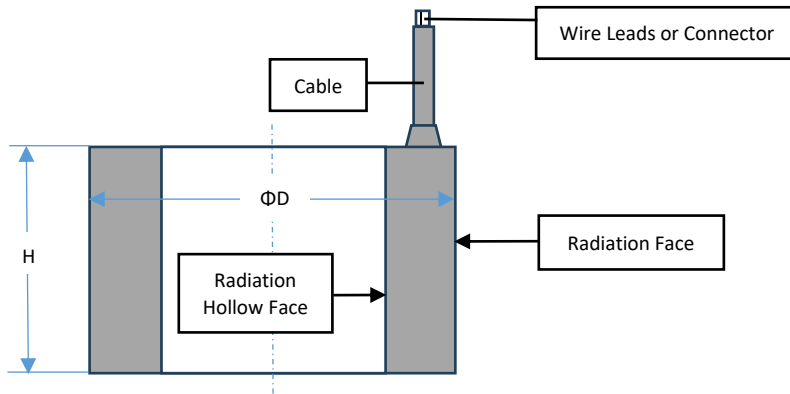 Wire Leads or Connector
Cable
ΦD
H
Radiation Face
Radiation
Hollow Face